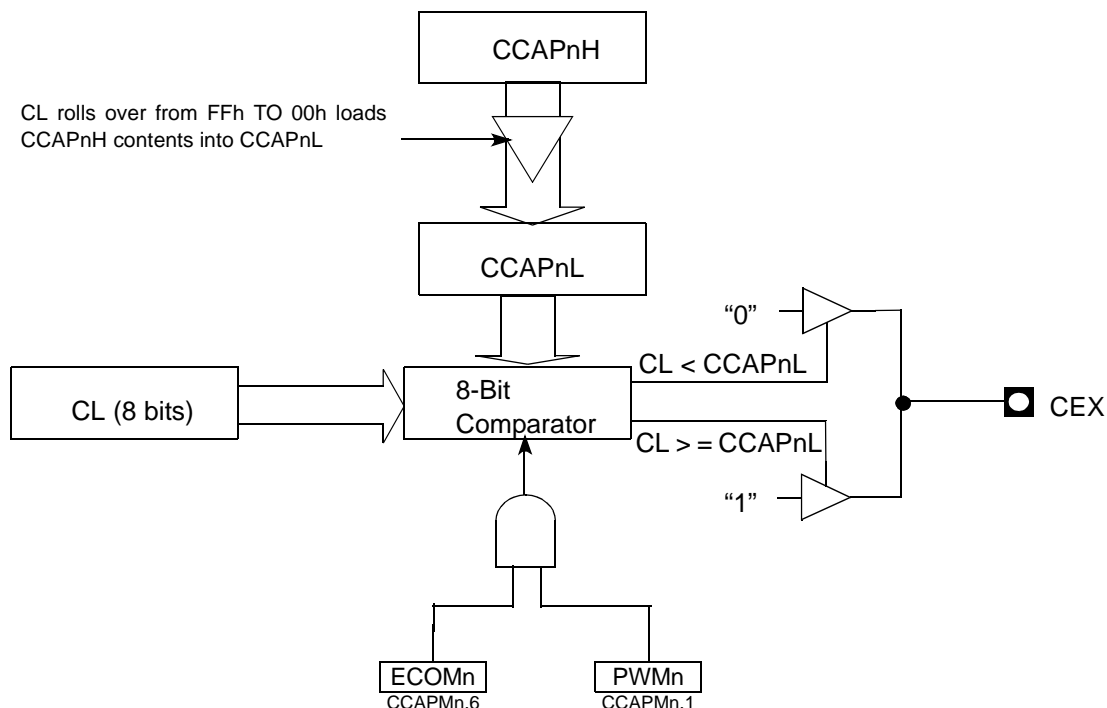 CCAPnH
CL rolls over from FFh TO 00h loads
CCAPnH contents into CCAPnL
CCAPnL
“0”
CL < CCAPnL
CL (8 bits)
8-Bit
Comparator
CEX
CL > = CCAPnL
“1”
ECOMn
PWMn
CCAPMn.6
CCAPMn.1